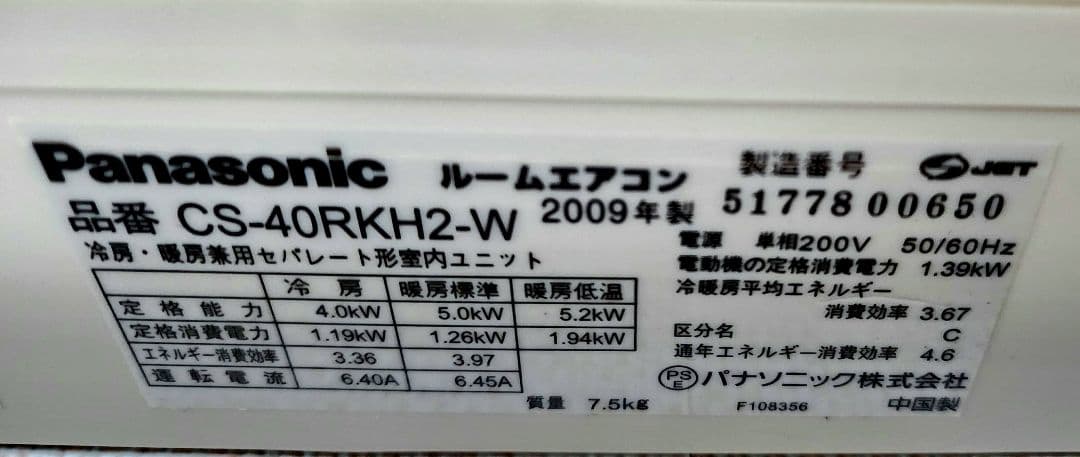 Panasonic ルームエアコン
品番 CS-40RKH2-W 2009年製
冷房・暖房兼用セパレート形室内ユニット
冷房 暖房標準 暖房低温
定格能力 4.0kW 5.0kW 5.2kW
定格消費電力 1.19kW 1.26kW 1.94kW
エネルギー消費効率 3.36 3.97
運転電流 6.40A 6.45A
質量 7.5kg
製造番号 JET
51778 00650
電源 単相200V 50/60Hz
電動機の定格消費電力 1.39kW
冷暖房平均エネルギー
消費効率 3.67
区分名 C
通年エネルギー消費効率 4.6
PSE パナソニック株式会社
F108356 中国製